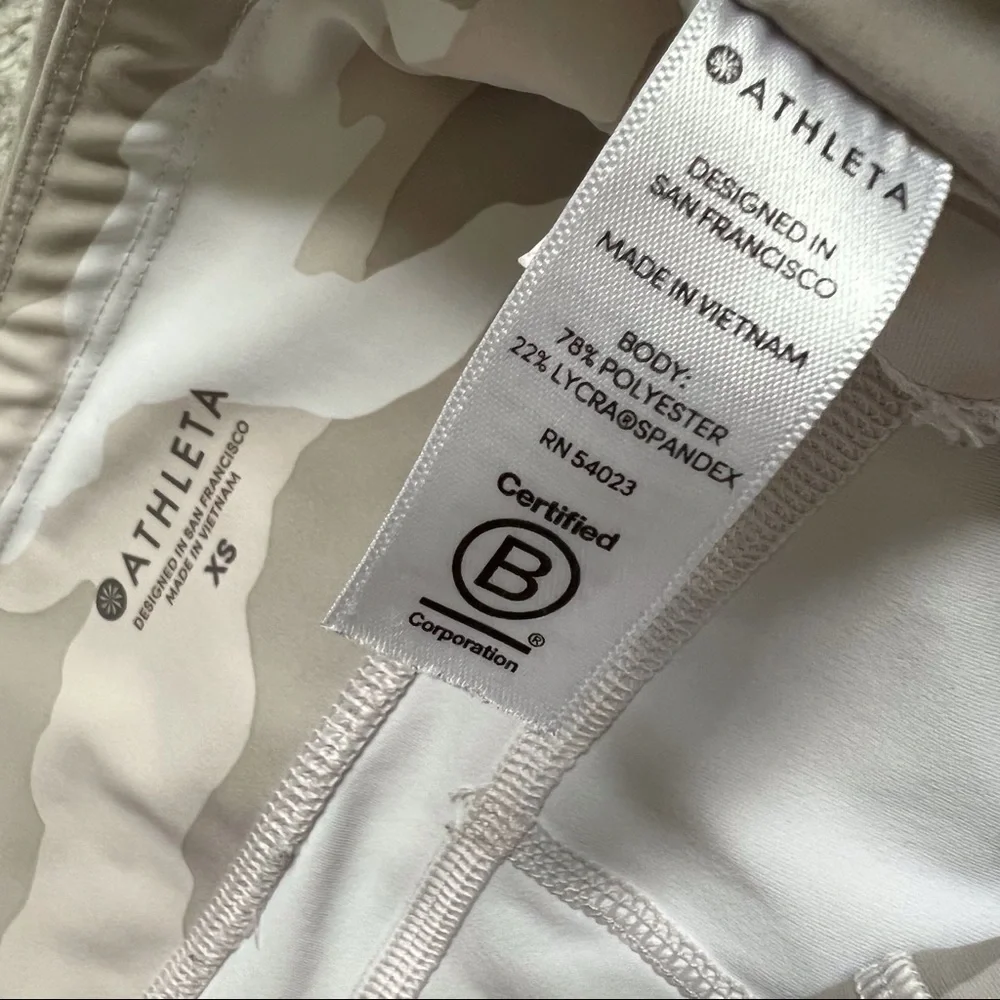 ATHLETA
DESIGNED IN
SAN FRANCISCO
MADE IN VIETNAM
BODY:
78% POLYESTER
22% LYCRA®SPANDEX
RN 54023
Certified
B
®
Corporation
ATHLETA
DESIGNED IN SAN FRANCISCO
MADE IN VIETNAM
XS